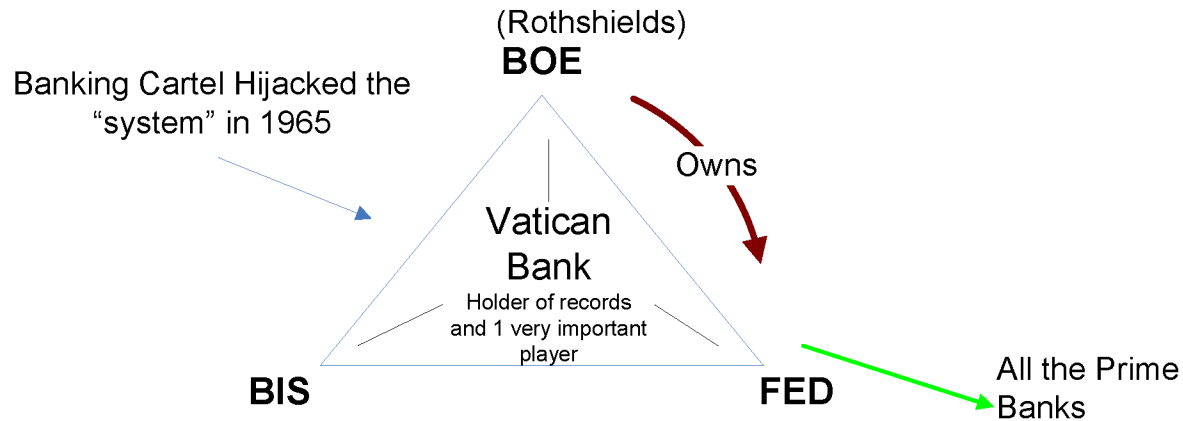 (Rothshields)
BOE
Banking Cartel Hijacked the
“system” in 1965
Owns
Vatican
Bank
Holder of records
and 1 very important
player
BIS
FED
All the Prime
Banks